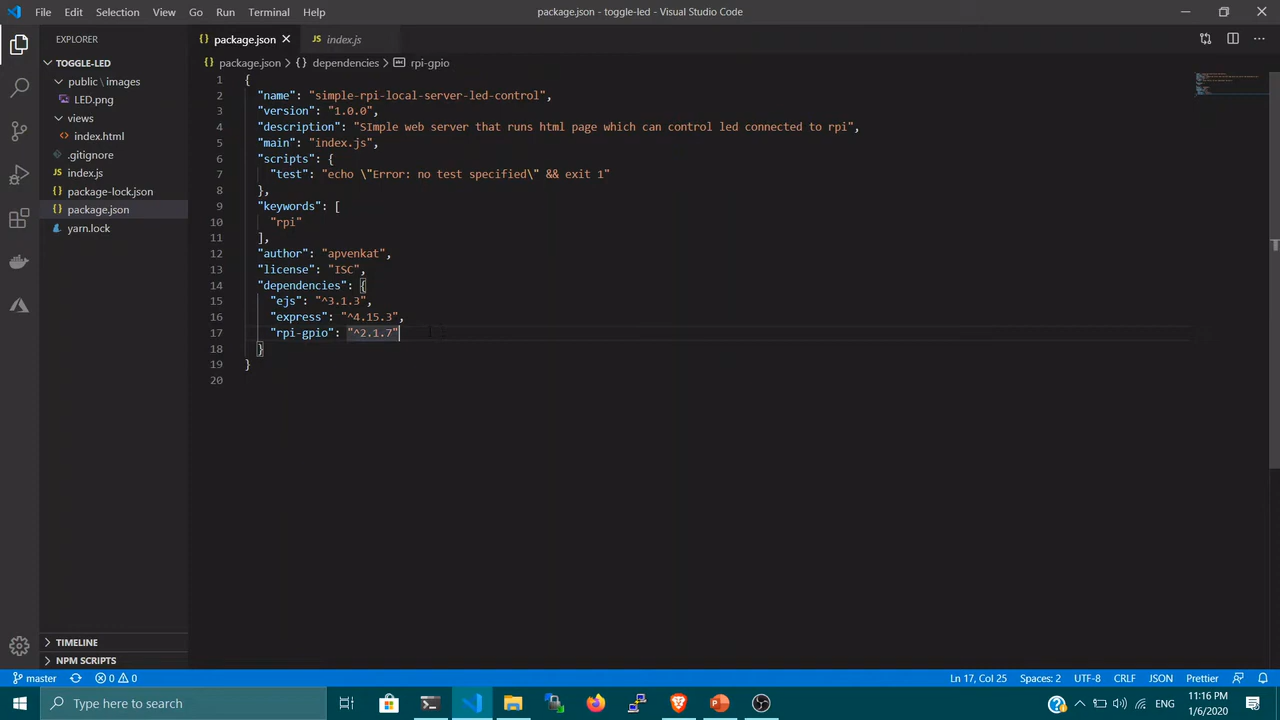 File Edit Selection View Go Run Terminal Help
package.json - toggle-led - Visual Studio Code
EXPLORER
TOGGLE-LED
public \ images
LED.png
views
index.html
.gitignore
index.js
package-lock.json
package.json
yarn.lock
TIMELINE
NPM SCRIPTS
{} package.json
JS index.js
{} package.json > {} dependencies > rpi-gpio
1 {
2 "name": "simple-rpi-local-server-led-control",
3 "version": "1.0.0",
4 "description": "SImple web server that runs html page which can control led connected to rpi",
5 "main": "index.js",
6 "scripts": {
7 "test": "echo \"Error: no test specified\" && exit 1"
8 },
9 "keywords": [
10 "rpi"
11 ],
12 "author": "apvenkat",
13 "license": "ISC",
14 "dependencies": {
15 "ejs": "^3.1.3",
16 "express": "^4.15.3",
17 "rpi-gpio": "^2.1.7"
18 }
19 }
20
master 0 0
Ln 17, Col 25 Spaces: 2 UTF-8 CRLF JSON Prettier
Type here to search
ENG
11:16 PM
1/6/2020